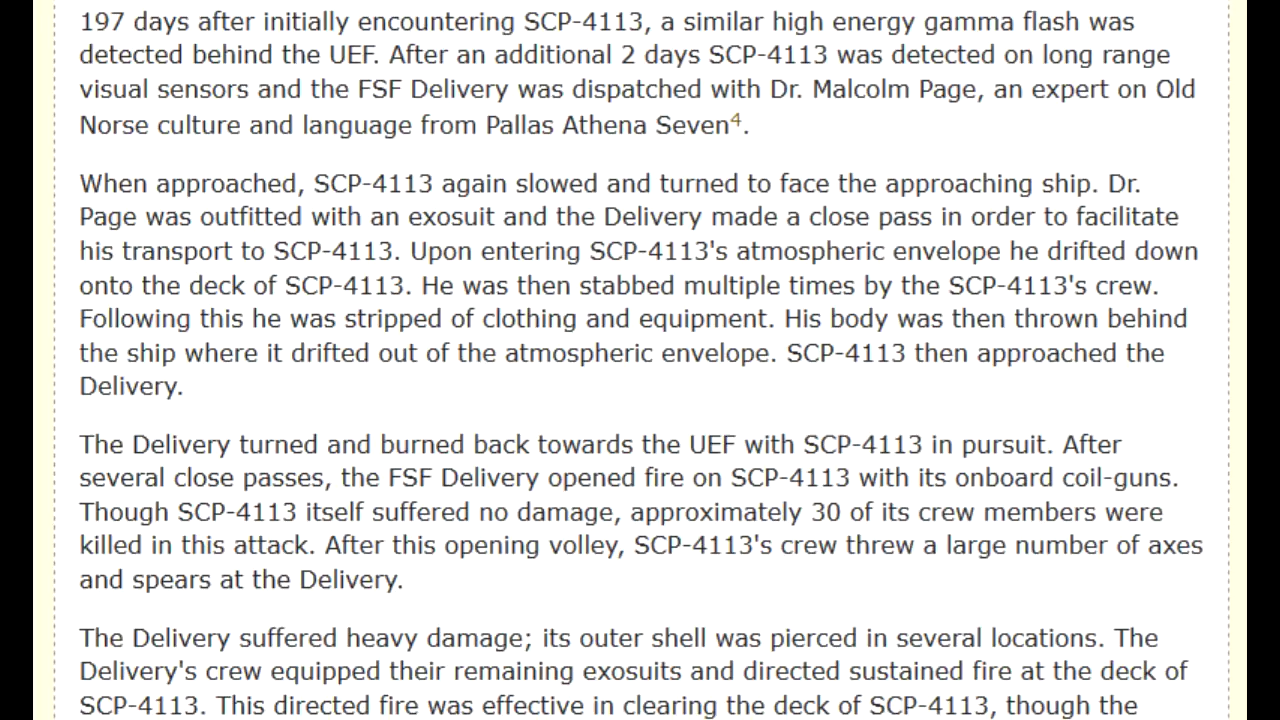 197 days after initially encountering SCP-4113, a similar high energy gamma flash was
detected behind the UEF. After an additional 2 days SCP-4113 was detected on long range
visual sensors and the FSF Delivery was dispatched with Dr. Malcolm Page, an expert on Old
Norse culture and language from Pallas Athena Seven4.
When approached, SCP-4113 again slowed and turned to face the approaching ship. Dr.
Page was outfitted with an exosuit and the Delivery made a close pass in order to facilitate
his transport to SCP-4113. Upon entering SCP-4113's atmospheric envelope he drifted down
onto the deck of SCP-4113. He was then stabbed multiple times by the SCP-4113's crew.
Following this he was stripped of clothing and equipment. His body was then thrown behind
the ship where it drifted out of the atmospheric envelope. SCP-4113 then approached the
Delivery.
The Delivery turned and burned back towards the UEF with SCP-4113 in pursuit. After
several close passes, the FSF Delivery opened fire on SCP-4113 with its onboard coil-guns.
Though SCP-4113 itself suffered no damage, approximately 30 of its crew members were
killed in this attack. After this opening volley, SCP-4113's crew threw a large number of axes
and spears at the Delivery.
The Delivery suffered heavy damage; its outer shell was pierced in several locations. The
Delivery's crew equipped their remaining exosuits and directed sustained fire at the deck of
SCP-4113. This directed fire was effective in clearing the deck of SCP-4113, though the